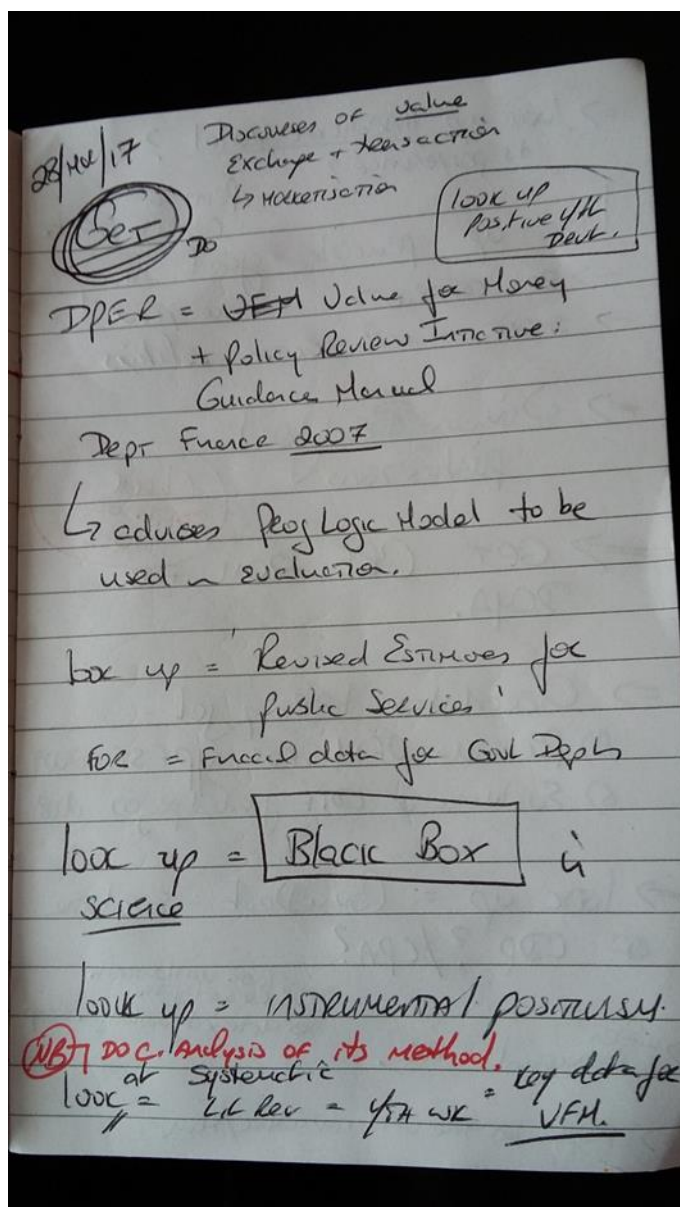 28/Mar/17
Discourses of value
Exchange + transaction
↳ Marketisation
look up
positive yth
Devt.
Get
DO
DPER = VFM Value for Money
+ Policy Review Initiative:
Guidance Manual
Dept Finance 2007
↳ advises Prog Logic Model to be
used in evaluation.
look up = 'Revised Estimates for
public Services'
FOR = Financial data for Govt Depts
look up = Black Box in
science
look up = INSTRUMENTAL POSITIVISM.
NB DOC. Analysis of its method.
look at Systematic = key data for
Lit Rev = YTH WK VFM.